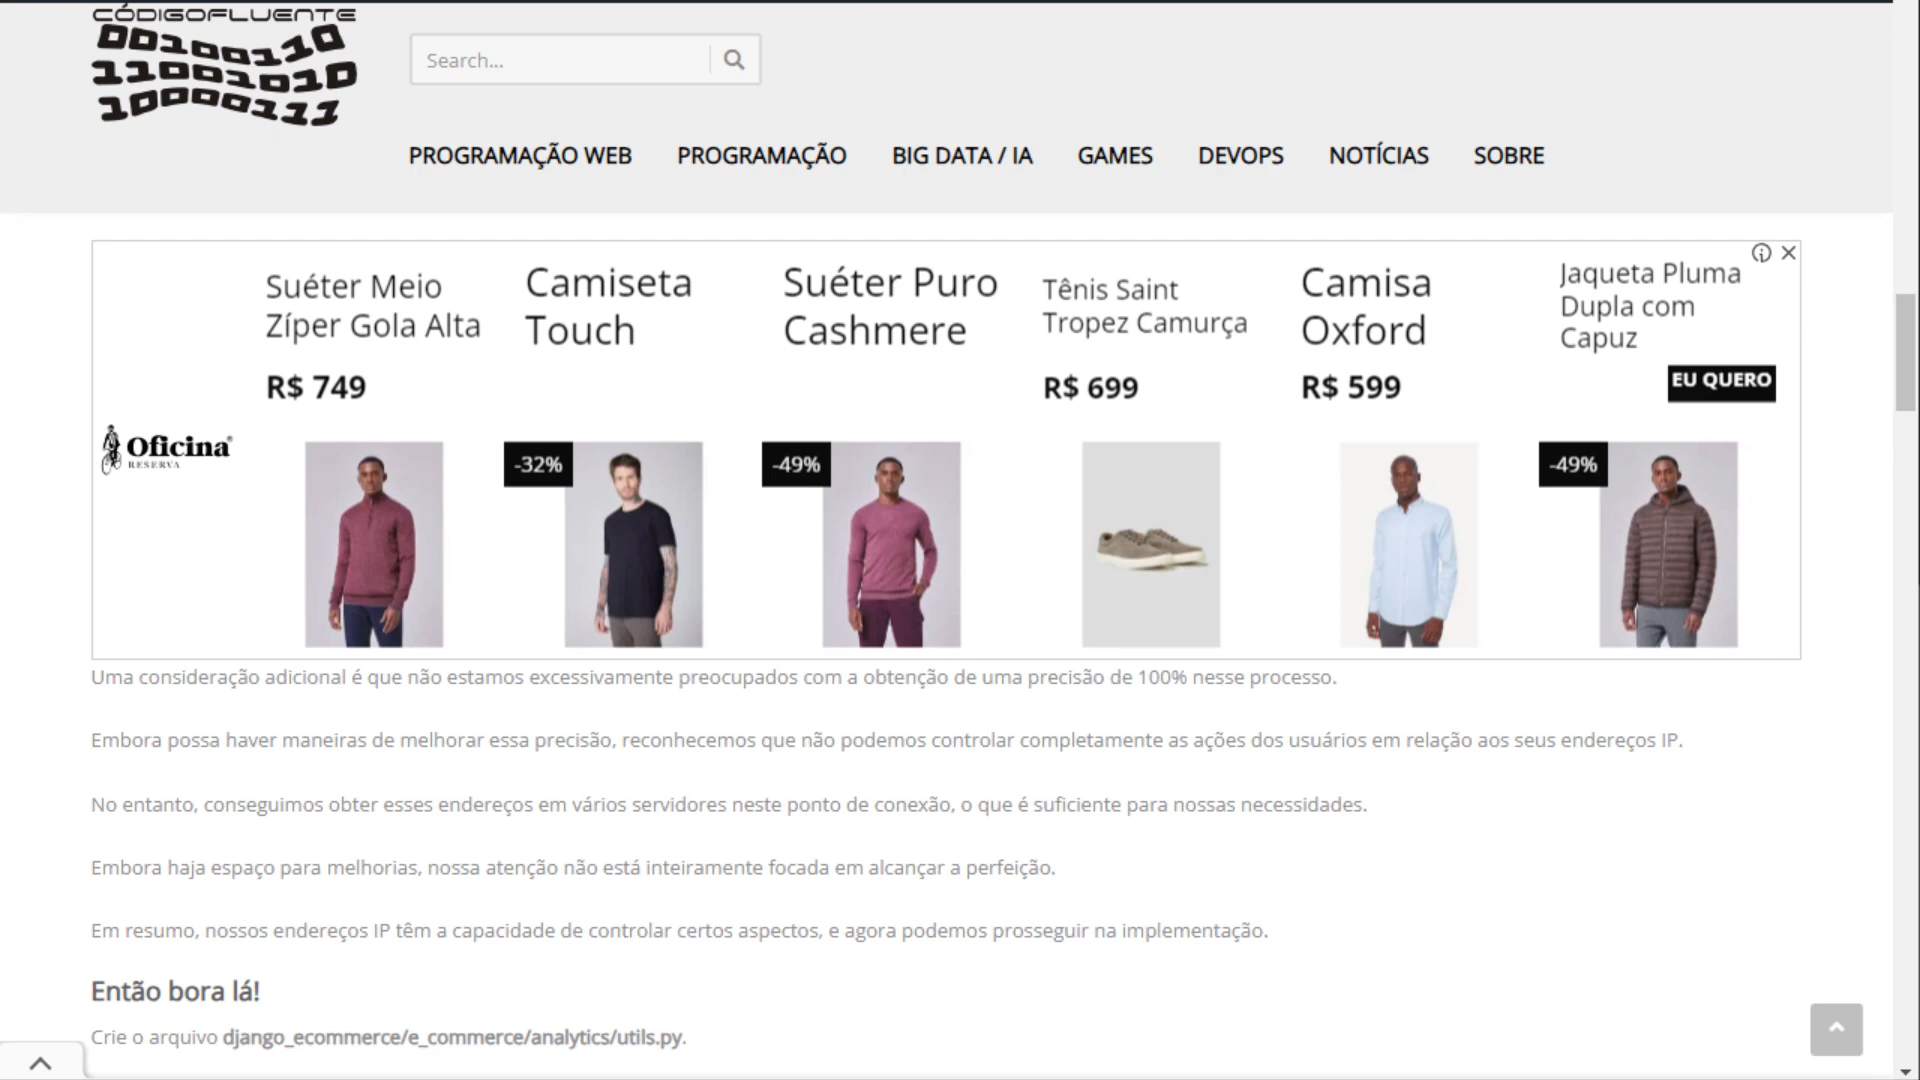 CÓDIGOFLUENTE
00100110
11001010
10000111
Search...
PROGRAMAÇÃO WEB PROGRAMAÇÃO BIG DATA / IA GAMES DEVOPS NOTÍCIAS SOBRE
Suéter Meio
Zíper Gola Alta
R$ 749
Camiseta
Touch
Suéter Puro
Cashmere
Tênis Saint
Tropez Camurça
R$ 699
Camisa
Oxford
R$ 599
Jaqueta Pluma
Dupla com
Capuz
EU QUERO
Oficina
RESERVA
-32%
-49%
-49%
Uma consideração adicional é que não estamos excessivamente preocupados com a obtenção de uma precisão de 100% nesse processo.
Embora possa haver maneiras de melhorar essa precisão, reconhecemos que não podemos controlar completamente as ações dos usuários em relação aos seus endereços IP.
No entanto, conseguimos obter esses endereços em vários servidores neste ponto de conexão, o que é suficiente para nossas necessidades.
Embora haja espaço para melhorias, nossa atenção não está inteiramente focada em alcançar a perfeição.
Em resumo, nossos endereços IP têm a capacidade de controlar certos aspectos, e agora podemos prosseguir na implementação.
Então bora lá!
Crie o arquivo django_ecommerce/e_commerce/analytics/utils.py.